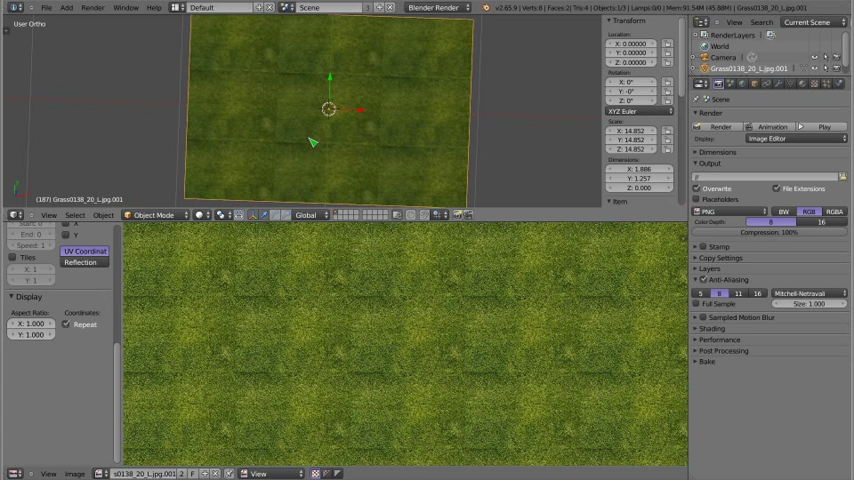 File Add Render Window Help Default Scene 3 Blender Render v2.65.9 | Verts:8 | Faces:2 | Tris:4 | Objects:1/3 | Lamps:0/0 | Mem:91.54M (45.88M) | Grass0138_20_L.jpg.001
View Search Current Scene
User Ortho
Transform
Location:
X: 0.00000
Y: 0.00000
Z: 0.00000
Rotation:
X: 0°
Y: -0°
Z: 0°
XYZ Euler
Scale:
X: 14.852
Y: 14.852
Z: 14.852
Dimensions:
X: 1.886
Y: 1.257
Z: 0.000
Item
(187) Grass0138_20_L.jpg.001
View Select Object Object Mode Global
RenderLayers
World
Camera
Grass0138_20_L.jpg.001
Scene
Render
Render Animation Play
Display: Image Editor
Dimensions
Output
//
Overwrite File Extensions
Placeholders
PNG BW RGB RGBA
Color Depth: 8 16
Compression: 100%
Stamp
Copy Settings
Layers
Anti-Aliasing
5 8 11 16 Mitchell-Netravali
Full Sample Size: 1.000
Sampled Motion Blur
Shading
Performance
Post Processing
Bake
End: 0
Speed: 1
Tiles
X: 1
Y: 1
X
Y
UV Coordinat
Reflection
Display
Aspect Ratio: Coordinates:
X: 1.000 Repeat
Y: 1.000
View Image s0138_20_L.jpg.001 2 F View